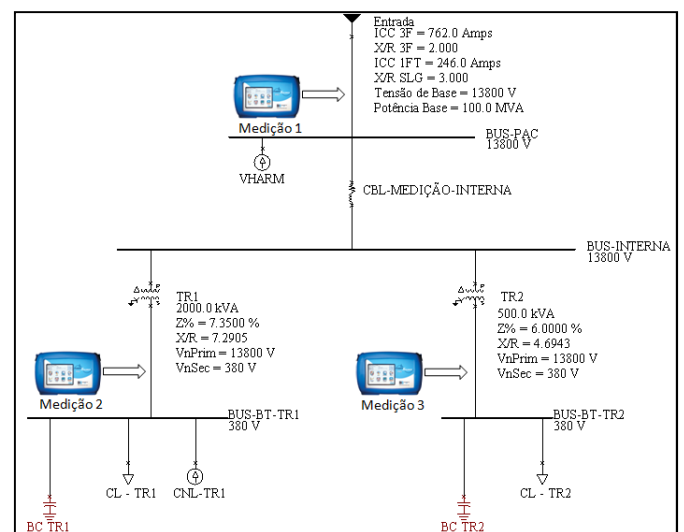 Entrada
ICC 3F = 762.0 Amps
X/R 3F = 2.000
ICC 1FT = 246.0 Amps
X/R SLG = 3.000
Tensão de Base = 13800 V
Potência Base = 100.0 MVA
Medição 1
BUS-PAC
13800 V
VHARM
CBL-MEDIÇÃO-INTERNA
BUS-INTERNA
13800 V
TR1
2000.0 kVA
Z% = 7.3500 %
X/R = 7.2905
VnPrim = 13800 V
VnSec = 380 V
TR2
500.0 kVA
Z% = 6.0000 %
X/R = 4.6943
VnPrim = 13800 V
VnSec = 380 V
Medição 2
Medição 3
BUS-BT-TR1
380 V
BUS-BT-TR2
380 V
CL - TR1
CNL-TR1
CL - TR2
BC TR1
BC TR2